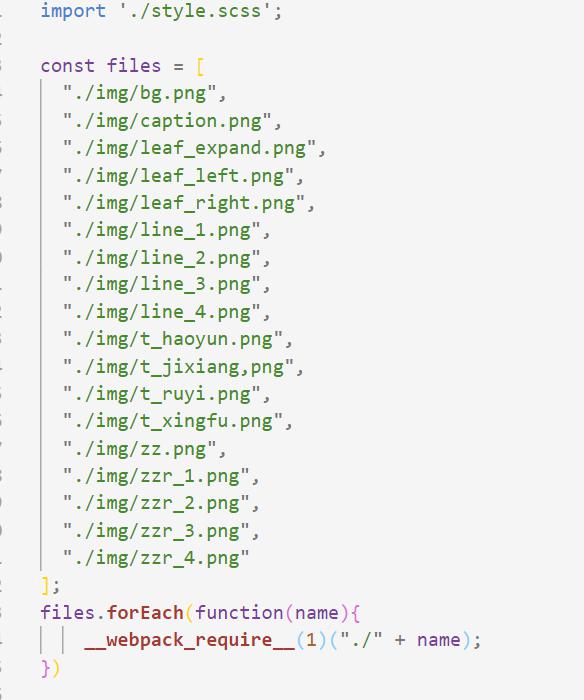 import './style.scss';
const files = [
"./img/bg.png",
"./img/caption.png",
"./img/leaf_expand.png",
"./img/leaf_left.png",
"./img/leaf_right.png",
"./img/line_1.png",
"./img/line_2.png",
"./img/line_3.png",
"./img/line_4.png",
"./img/t_haoyun.png",
"./img/t_jixiang,png",
"./img/t_ruyi.png",
"./img/t_xingfu.png",
"./img/zz.png",
"./img/zzr_1.png",
"./img/zzr_2.png",
"./img/zzr_3.png",
"./img/zzr_4.png"
];
files.forEach(function(name){
__webpack_require__(1)("./" + name);
})